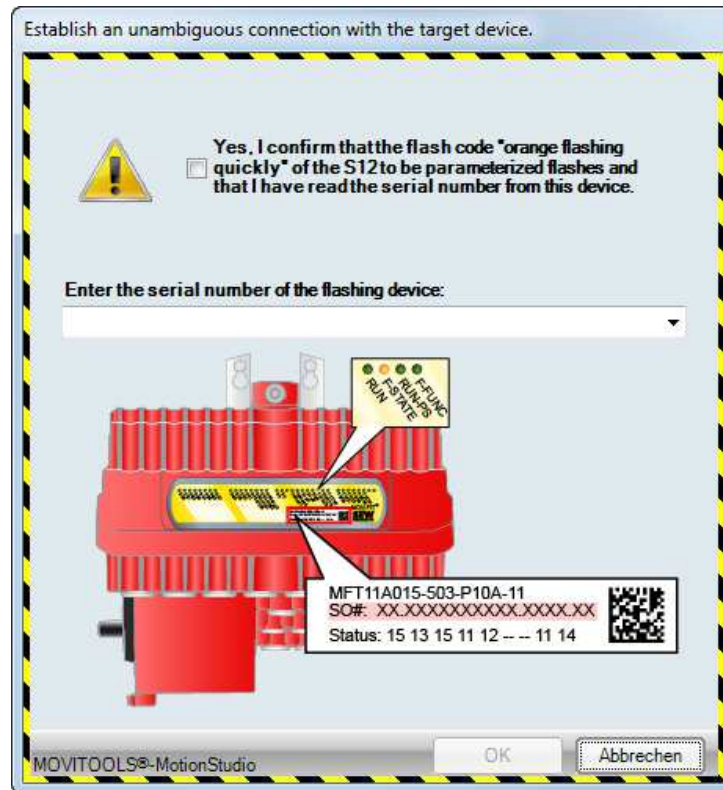 Establish an unambiguous connection with the target device.
Yes, I confirm that the flash code "orange flashing
quickly" of the S12 to be parameterized flashes and
that I have read the serial number from this device.
Enter the serial number of the flashing device:
RUN
F-STATE
RUN-PS
F-FUNC
MFT11A015-503-P10A-11
SO#: XX.XXXXXXXXXX.XXXX.XX
Status: 15 13 15 11 12 -- -- 11 14
MOVITOOLS®-MotionStudio
OK
Abbrechen